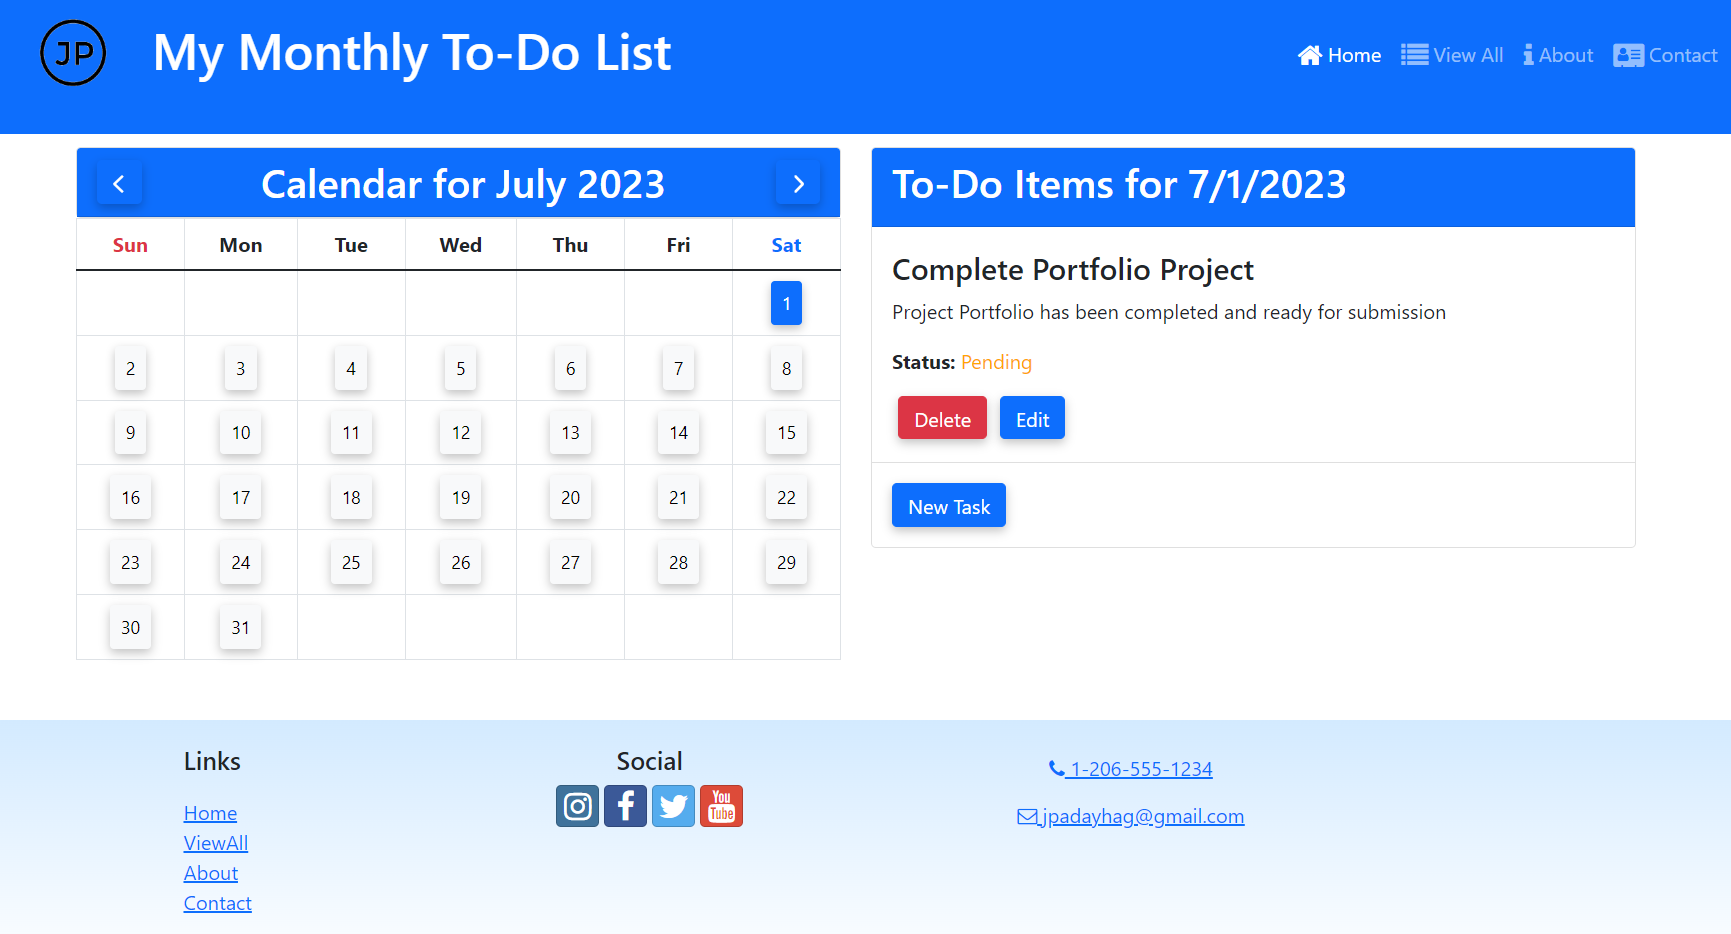 JP
My Monthly To-Do List
Home View All About Contact
Calendar for July 2023
Sun Mon Tue Wed Thu Fri Sat
1
2 3 4 5 6 7 8
9 10 11 12 13 14 15
16 17 18 19 20 21 22
23 24 25 26 27 28 29
30 31
To-Do Items for 7/1/2023
Complete Portfolio Project
Project Portfolio has been completed and ready for submission
Status: Pending
Delete Edit
New Task
Links
Home
ViewAll
About
Contact
Social
You
Tube
1-206-555-1234
jpadayhag@gmail.com